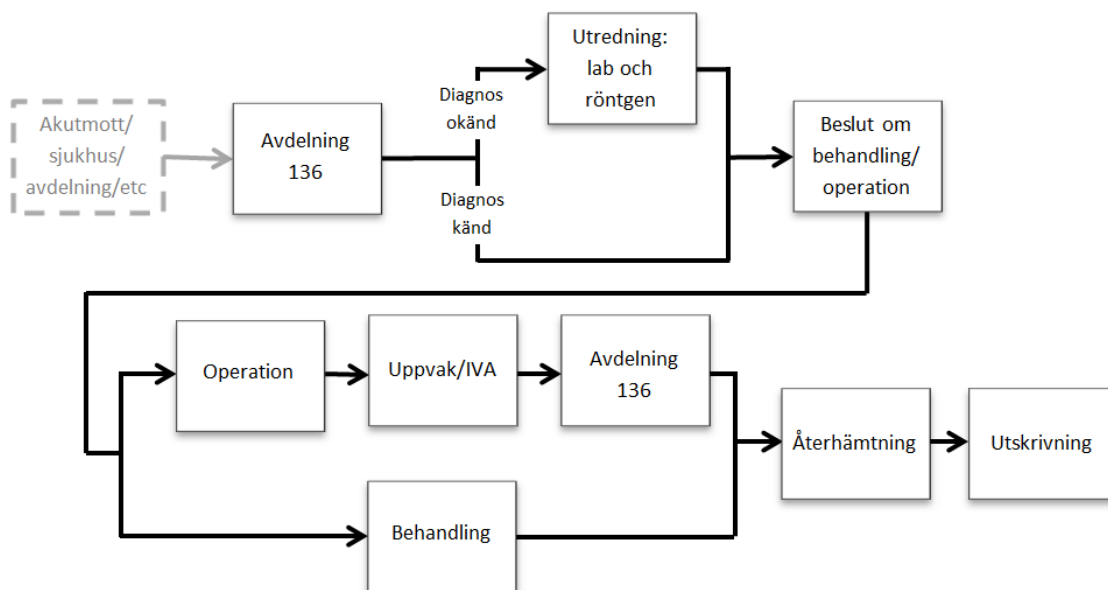 Akutmott/
sjukhus/
avdelning/etc
Avdelning
136
Diagnos
okänd
Diagnos
känd
Utredning:
lab och
röntgen
Beslut om
behandling/
operation
Operation
Uppvak/IVA
Avdelning
136
Behandling
Återhämtning
Utskrivning